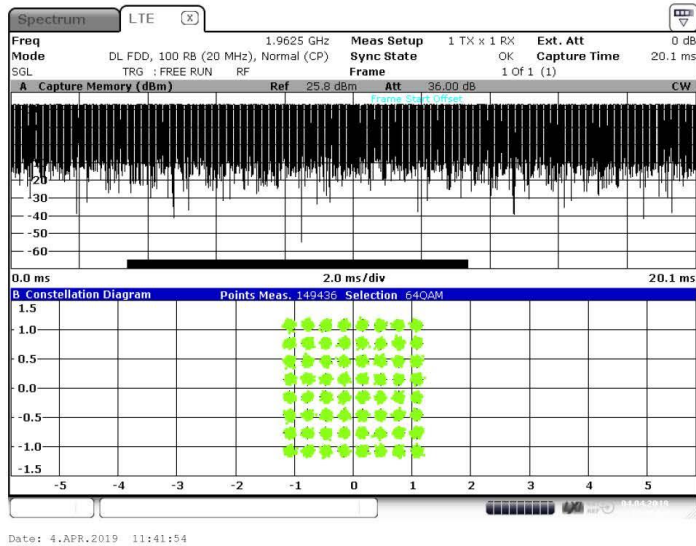 Spectrum LTE X
Freq 1.9625 GHz Meas Setup 1 TX x 1 RX Ext. Att 0 dB
Mode DL FDD, 100 RB (20 MHz), Normal (CP) Sync State OK Capture Time 20.1 ms
SGL TRG : FREE RUN RF Frame 1 Of 1 (1)
A Capture Memory (dBm) Ref 25.8 dBm Att 36.00 dB CW
Frame Start Offset
-20
-30
-40
-50
-60
0.0 ms 2.0 ms/div 20.1 ms
B Constellation Diagram Points Meas. 149436 Selection 64QAM
1.5
1.0
0.5
0.0
-0.5
-1.0
-1.5
-5 -4 -3 -2 -1 0 1 2 3 4 5
Date: 4.APR.2019 11:41:54